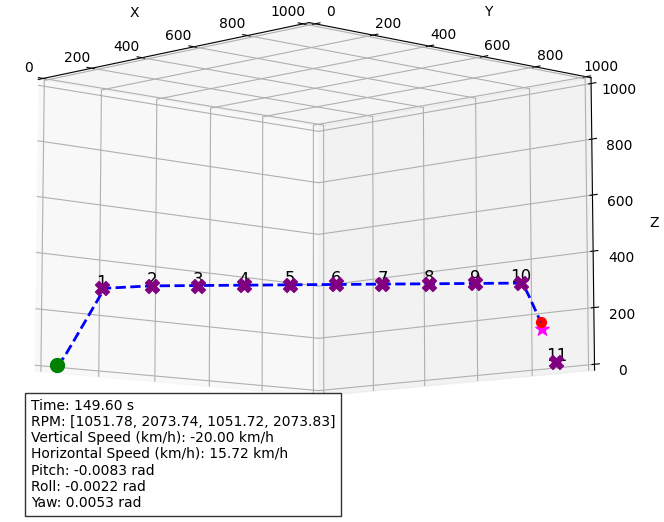 X
Y
0 200 400 600 800 1000
0 200 400 600 800 1000
1000
800
600
400
200
0
Z
1 2 3 4 5 6 7 8 9 10
11
Time: 149.60 s
RPM: [1051.78, 2073.74, 1051.72, 2073.83]
Vertical Speed (km/h): -20.00 km/h
Horizontal Speed (km/h): 15.72 km/h
Pitch: -0.0083 rad
Roll: -0.0022 rad
Yaw: 0.0053 rad